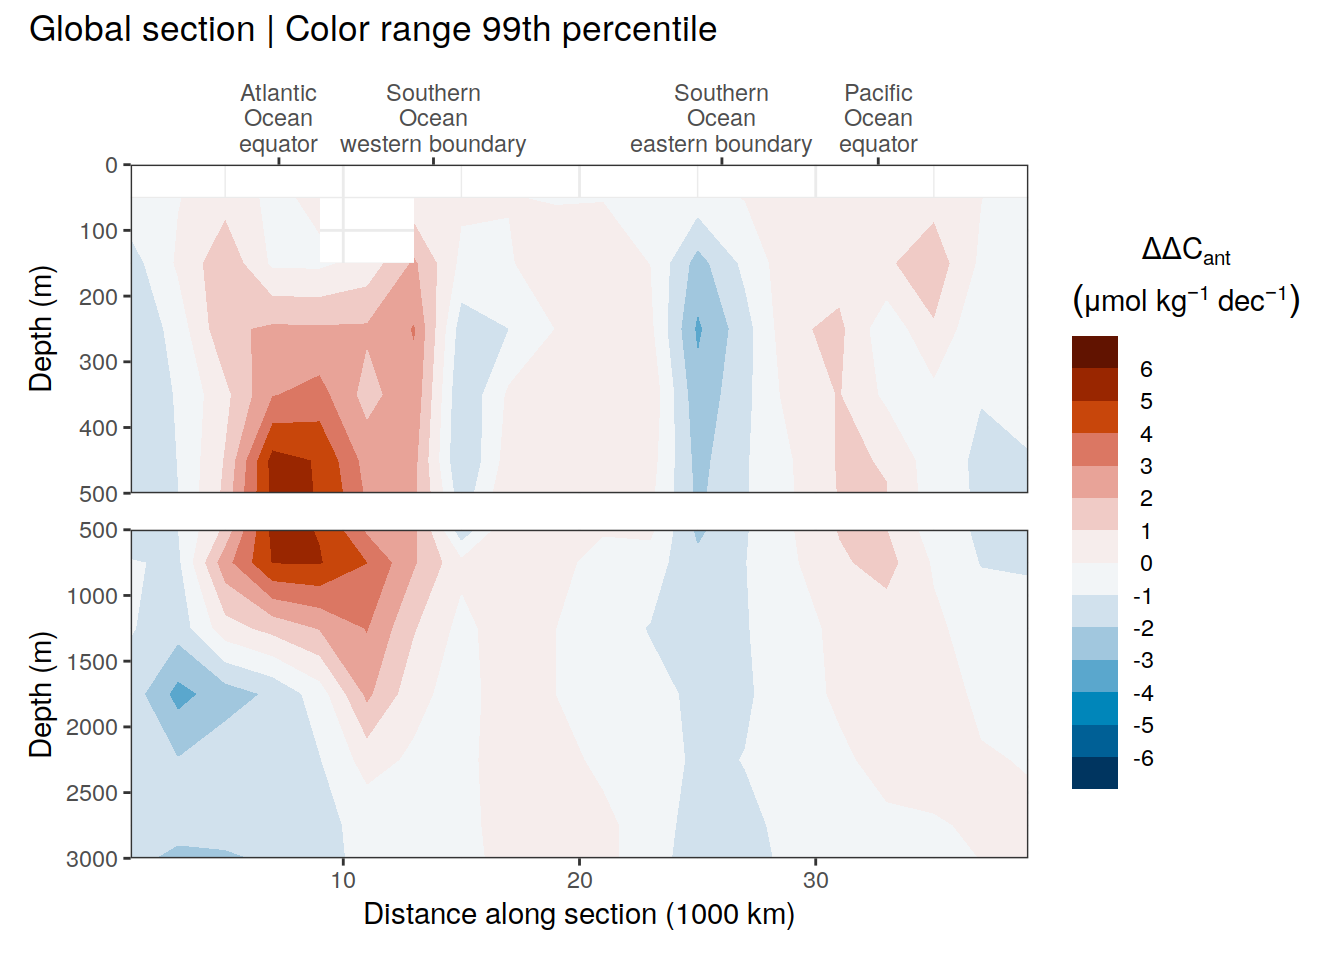 Global section | Color range 99th percentile
Atlantic
Ocean
equator
Southern
Ocean
western boundary
Southern
Ocean
eastern boundary
Pacific
Ocean
equator
0
100
200
300
400
500
Depth (m)
500
1000
1500
2000
2500
3000
Depth (m)
10
20
30
Distance along section (1000 km)
ΔΔCant
(μmol kg⁻¹ dec⁻¹)
6
5
4
3
2
1
0
-1
-2
-3
-4
-5
-6